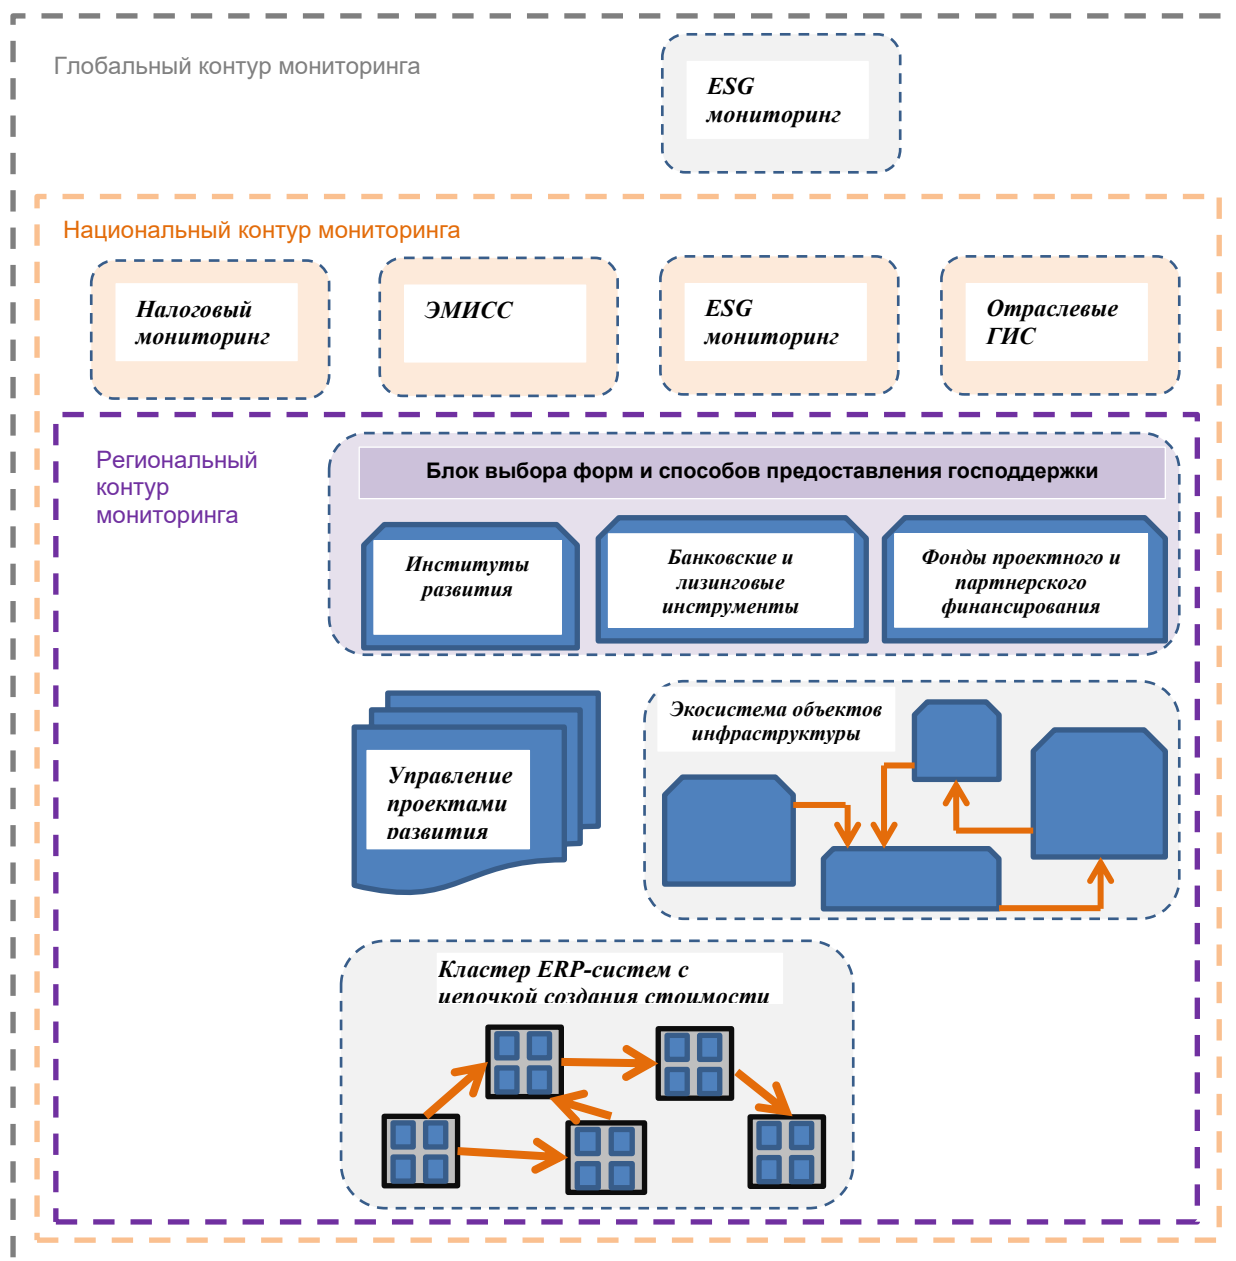 Глобальный контур мониторинга
ESG
мониторинг
Национальный контур мониторинга
Налоговый
мониторинг
ЭМИСС
ESG
мониторинг
Отраслевые
ГИС
Региональный
контур
мониторинга
Блок выбора форм и способов предоставления господдержки
Институты
развития
Банковские и
лизинговые
инструменты
Фонды проектного и
партнерского
финансирования
Управление
проектами
развития
Экосистема объектов
инфраструктуры
Кластер ERP-систем с
цепочкой создания стоимости